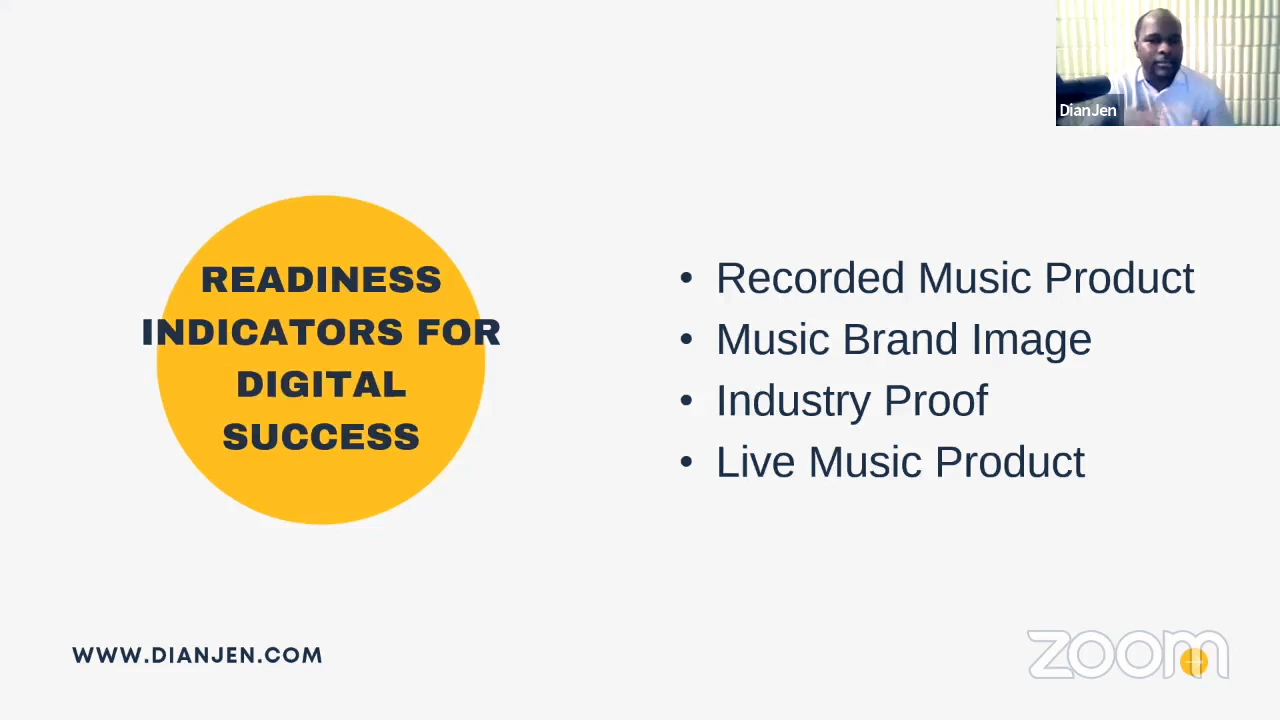 DianJen
READINESS
INDICATORS FOR
DIGITAL
SUCCESS
• Recorded Music Product
• Music Brand Image
• Industry Proof
• Live Music Product
WWW.DIANJEN.COM
zoom